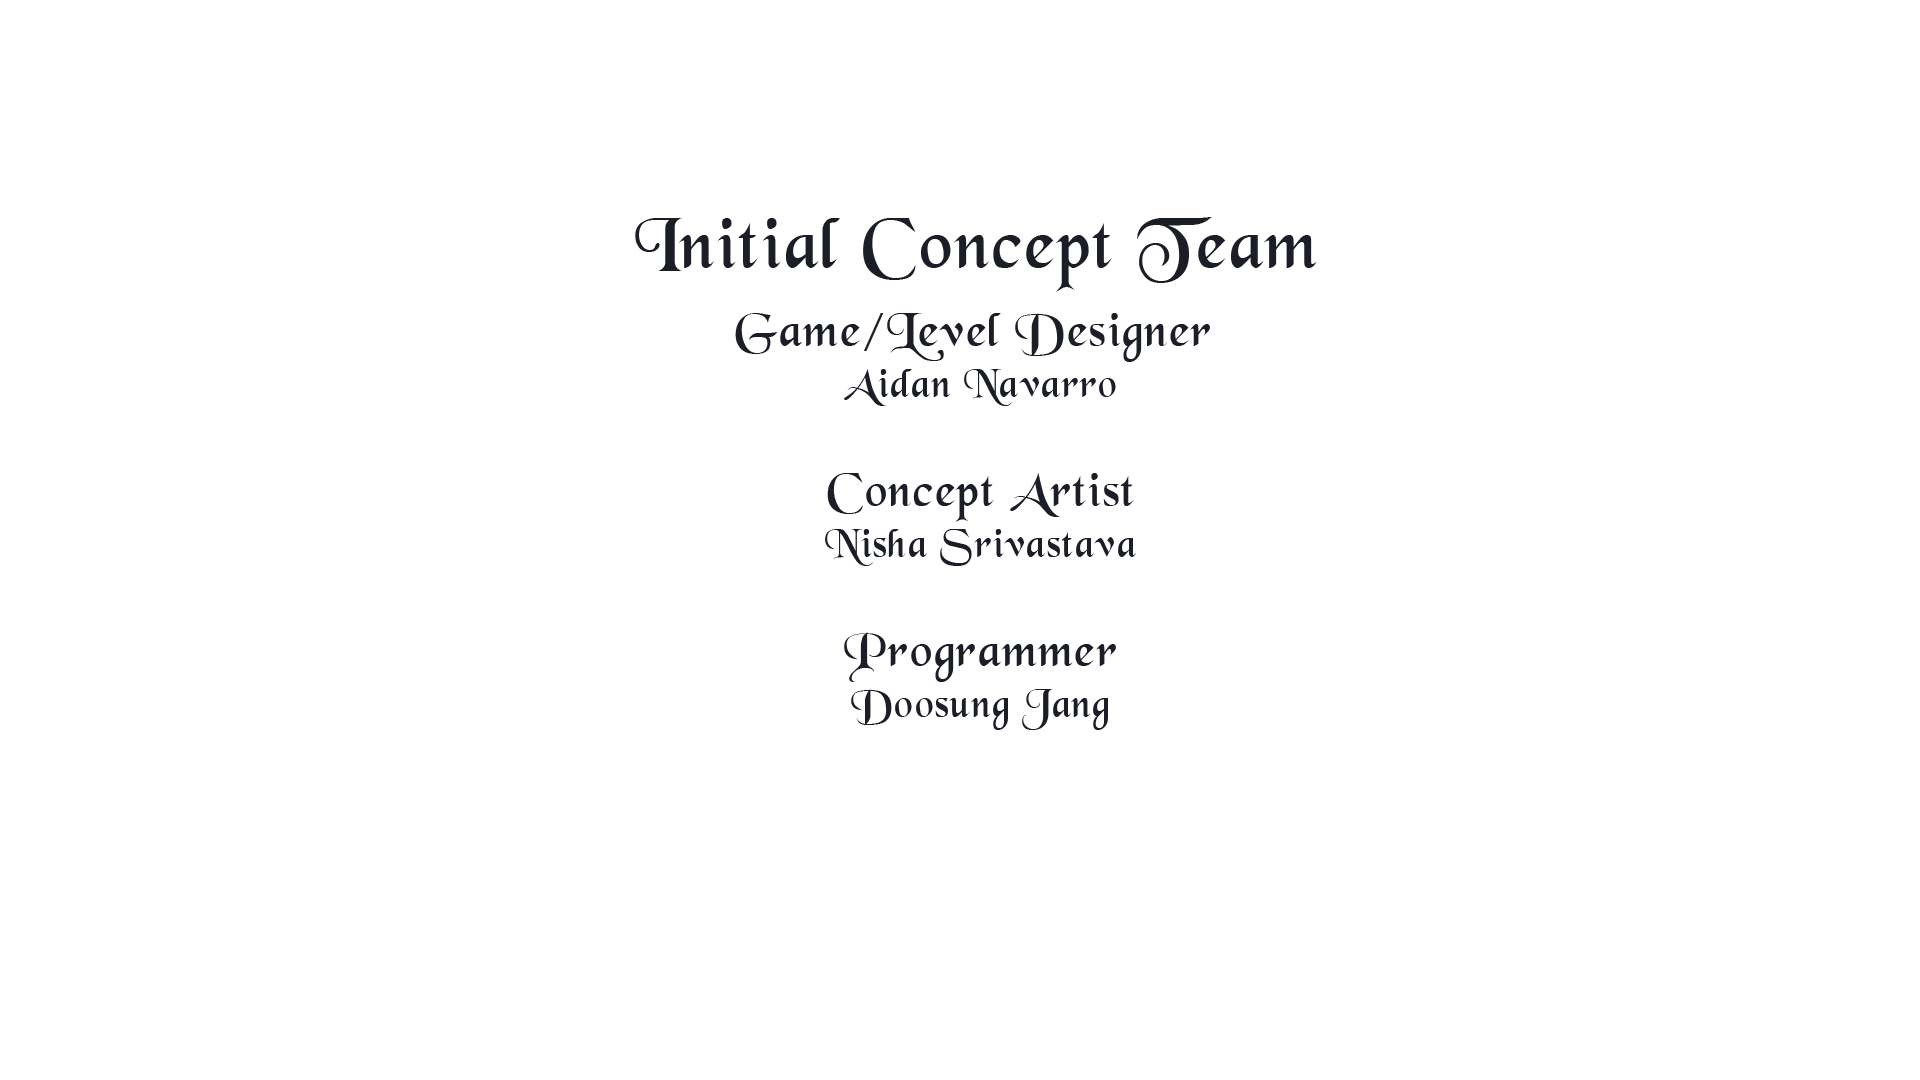 Initial Concept Team
Game/Level Designer
Aidan Navarro
Concept Artist
Nisha Srivastava
Programmer
Doosung Jang